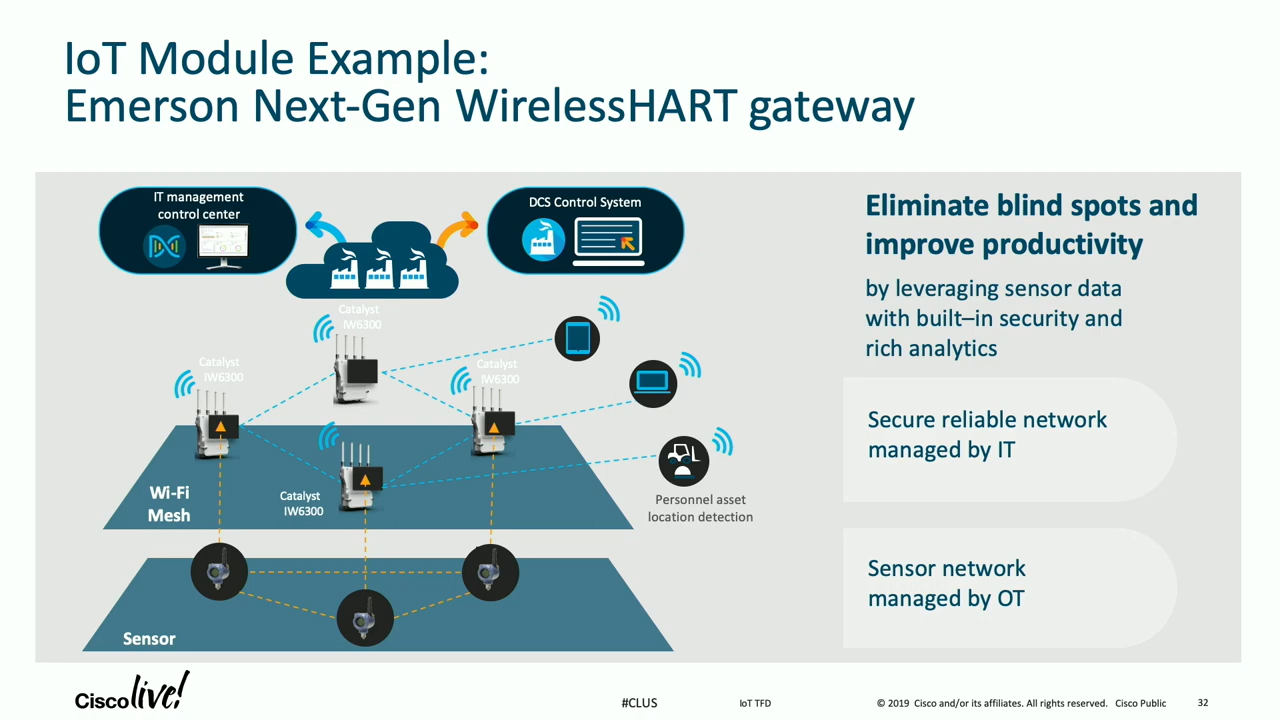 IoT Module Example:
Emerson Next-Gen WirelessHART gateway
IT management
control center
DCS Control System
Catalyst
IW6300
Catalyst
IW6300
Catalyst
IW6300
Catalyst
IW6300
Wi-Fi
Mesh
Personnel asset
location detection
Sensor
Eliminate blind spots and
improve productivity
by leveraging sensor data
with built–in security and
rich analytics
Secure reliable network
managed by IT
Sensor network
managed by OT
Cisco live!
#CLUS
IoT TFD
© 2019 Cisco and/or its affiliates. All rights reserved. Cisco Public
32